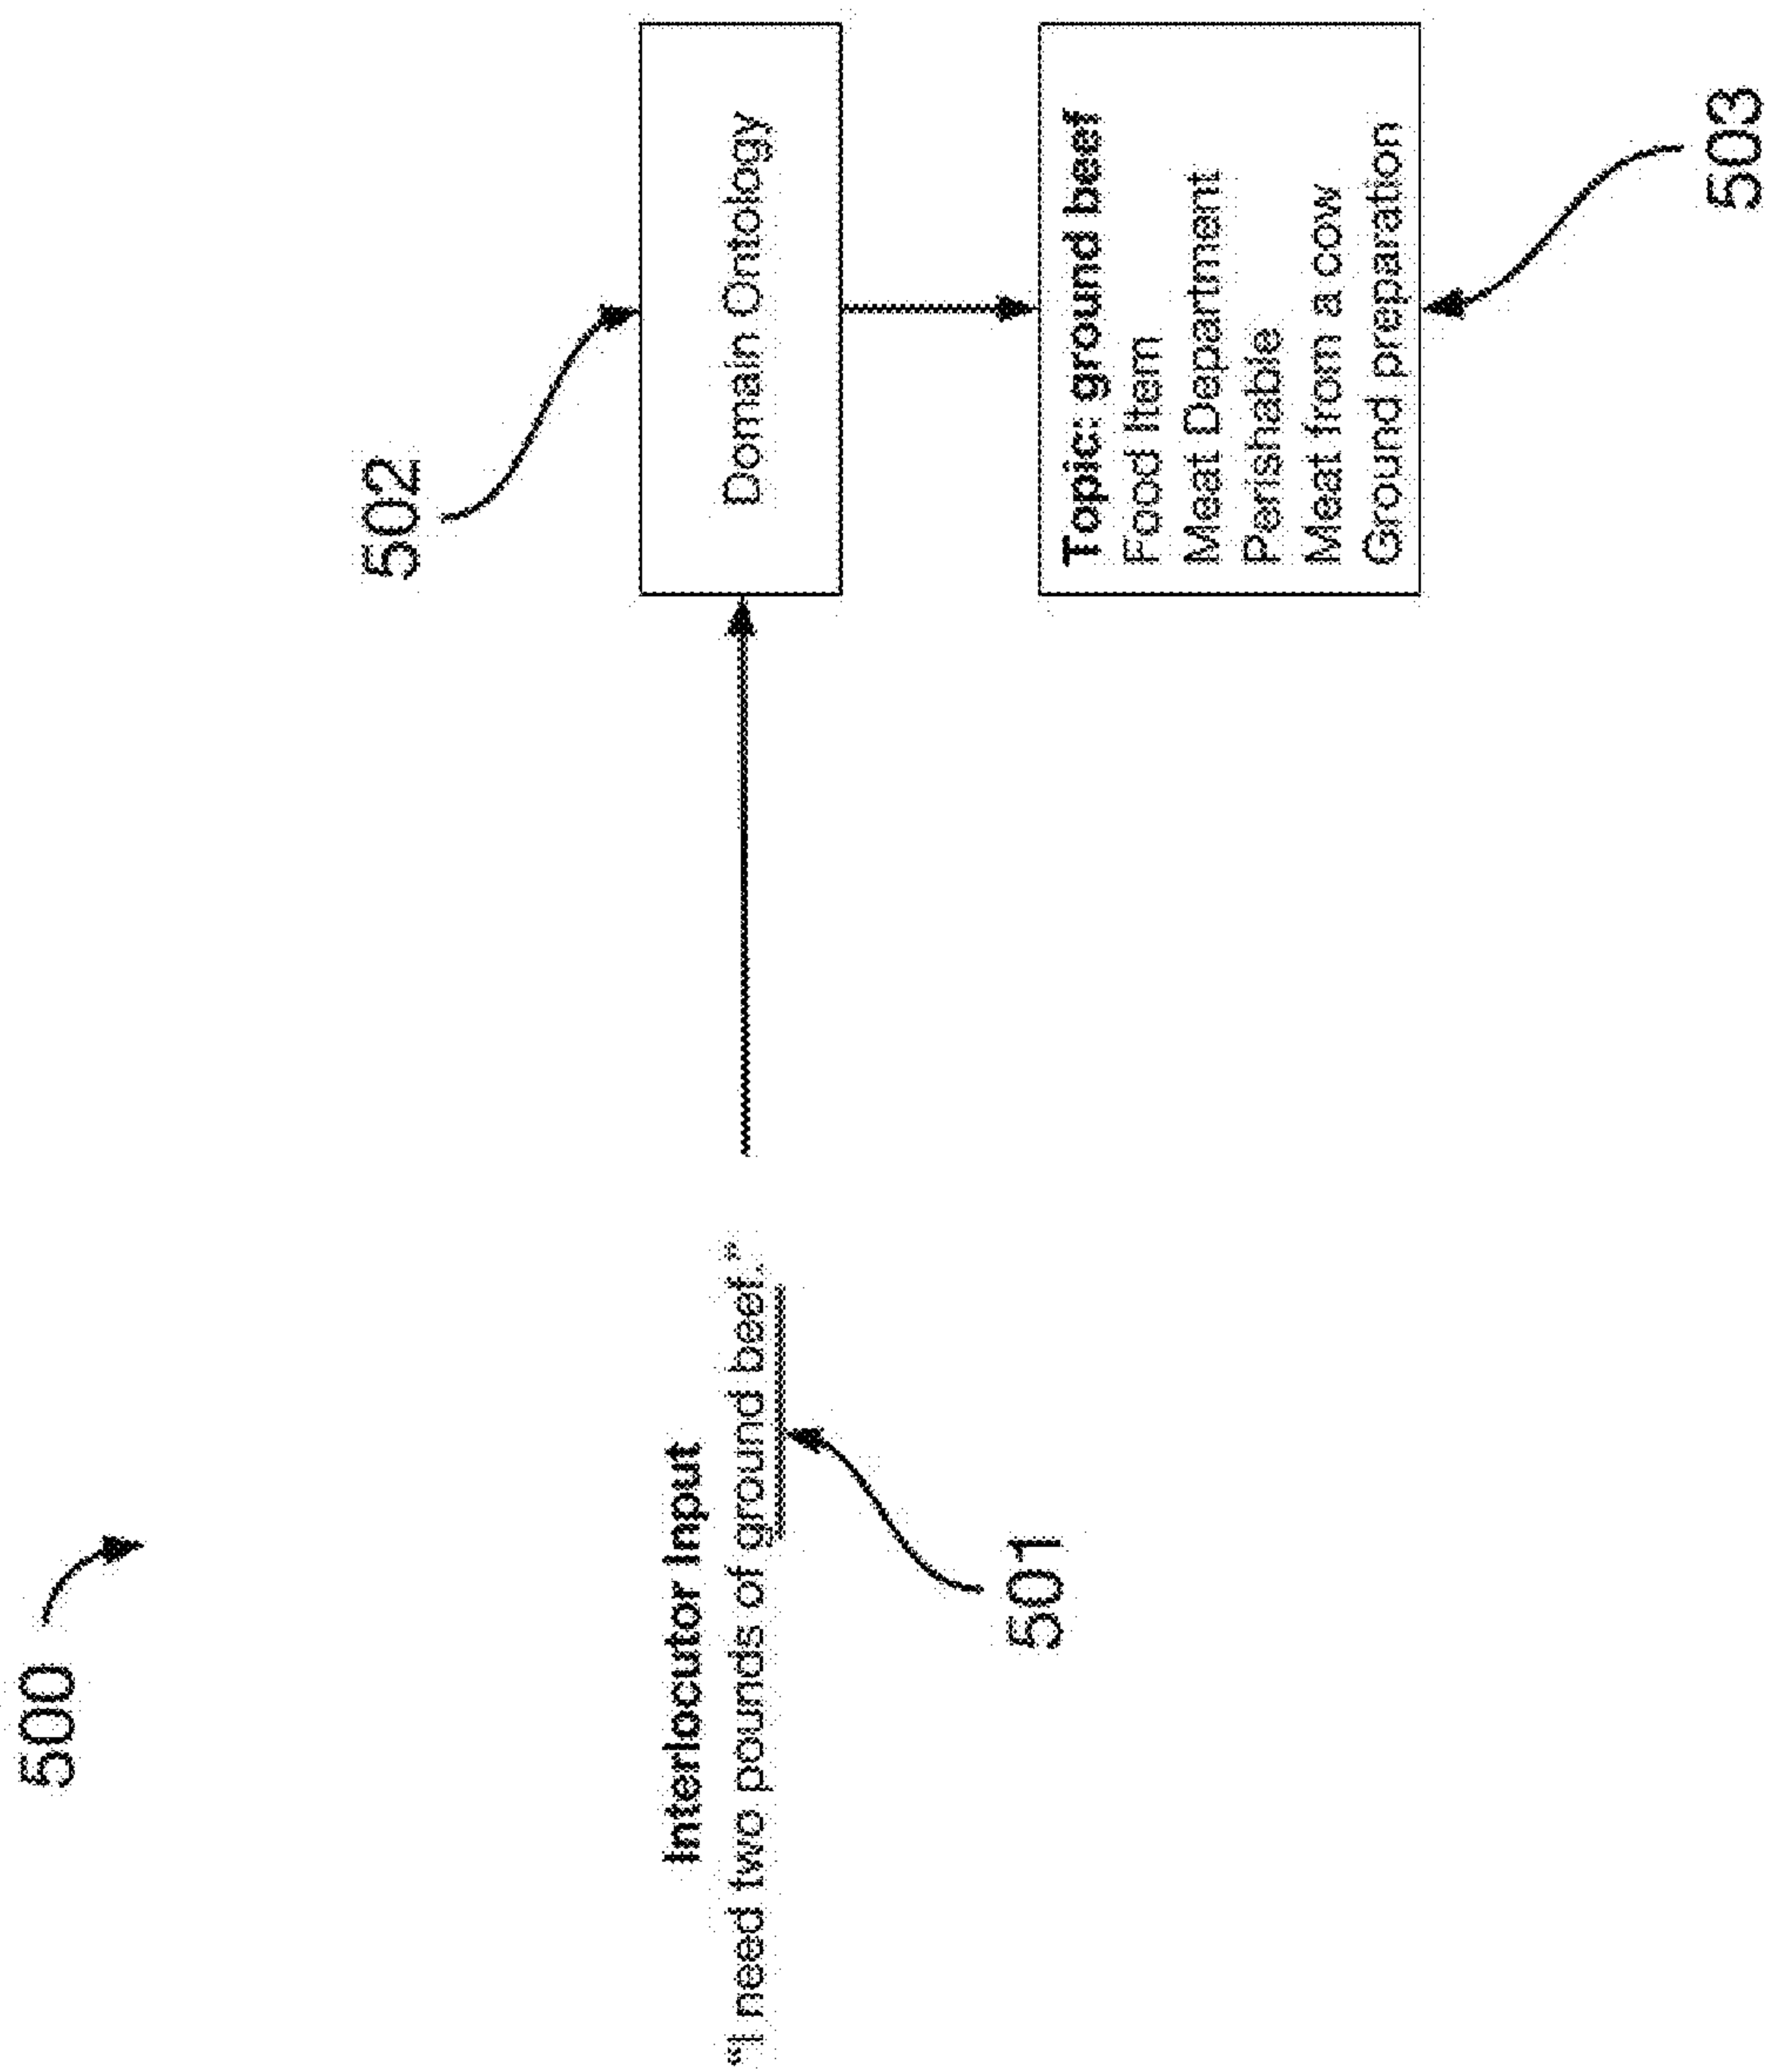 500
502
Interlocutor Input
“I need two pounds of ground beef.”
501
Domain Ontology
Topic: ground beef
Food Item
Meat Department
Perishable
Meat from a cow
Ground preparation
503